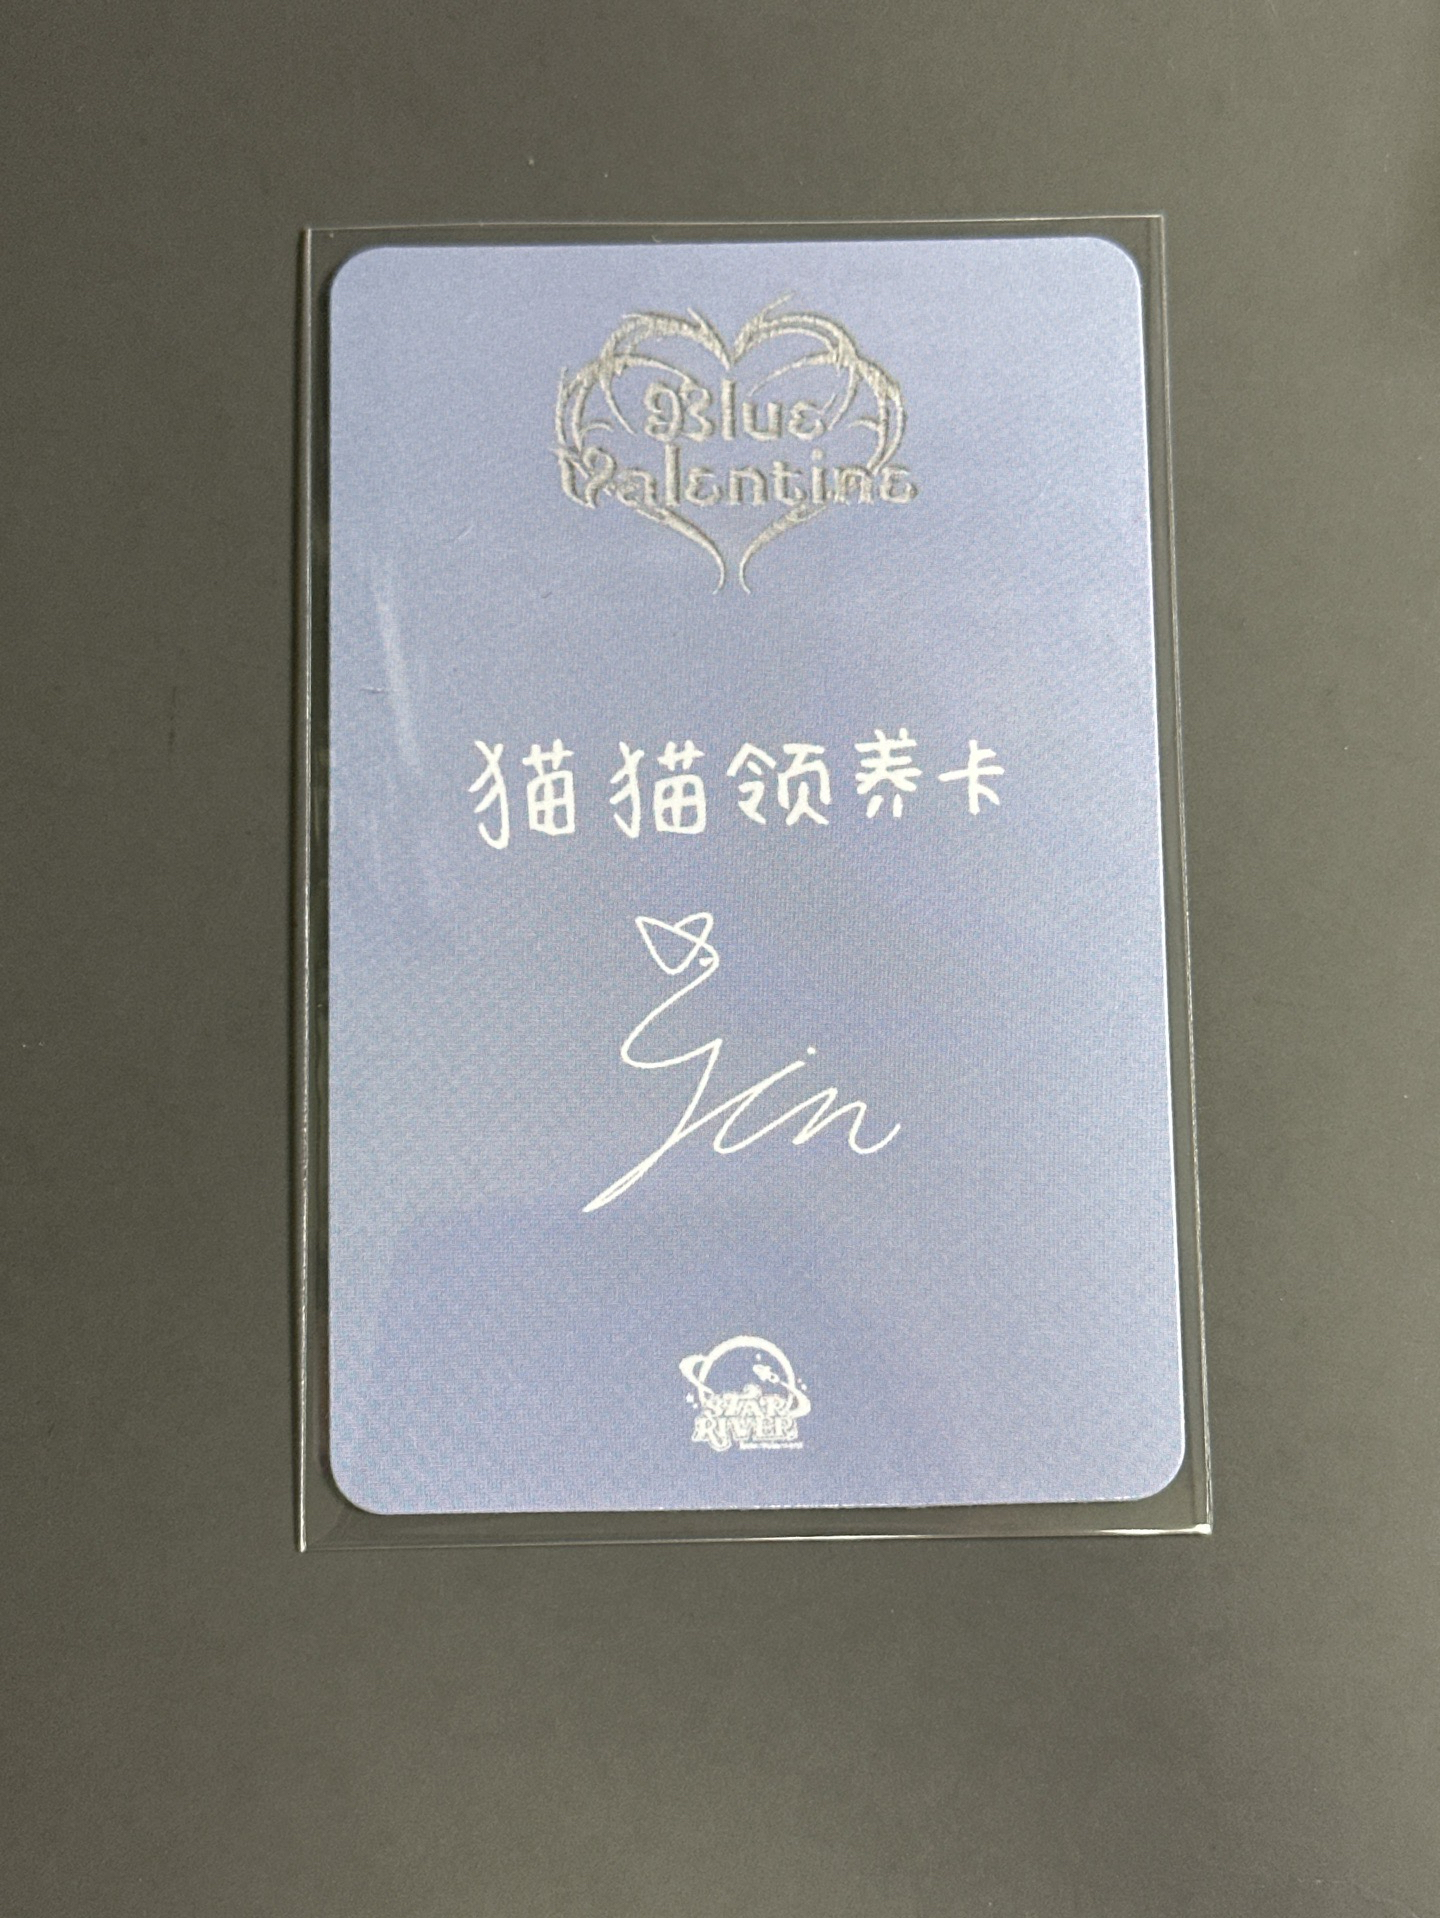 Blue
Valentine
猫猫领养卡
Yin
STAR
RIVER